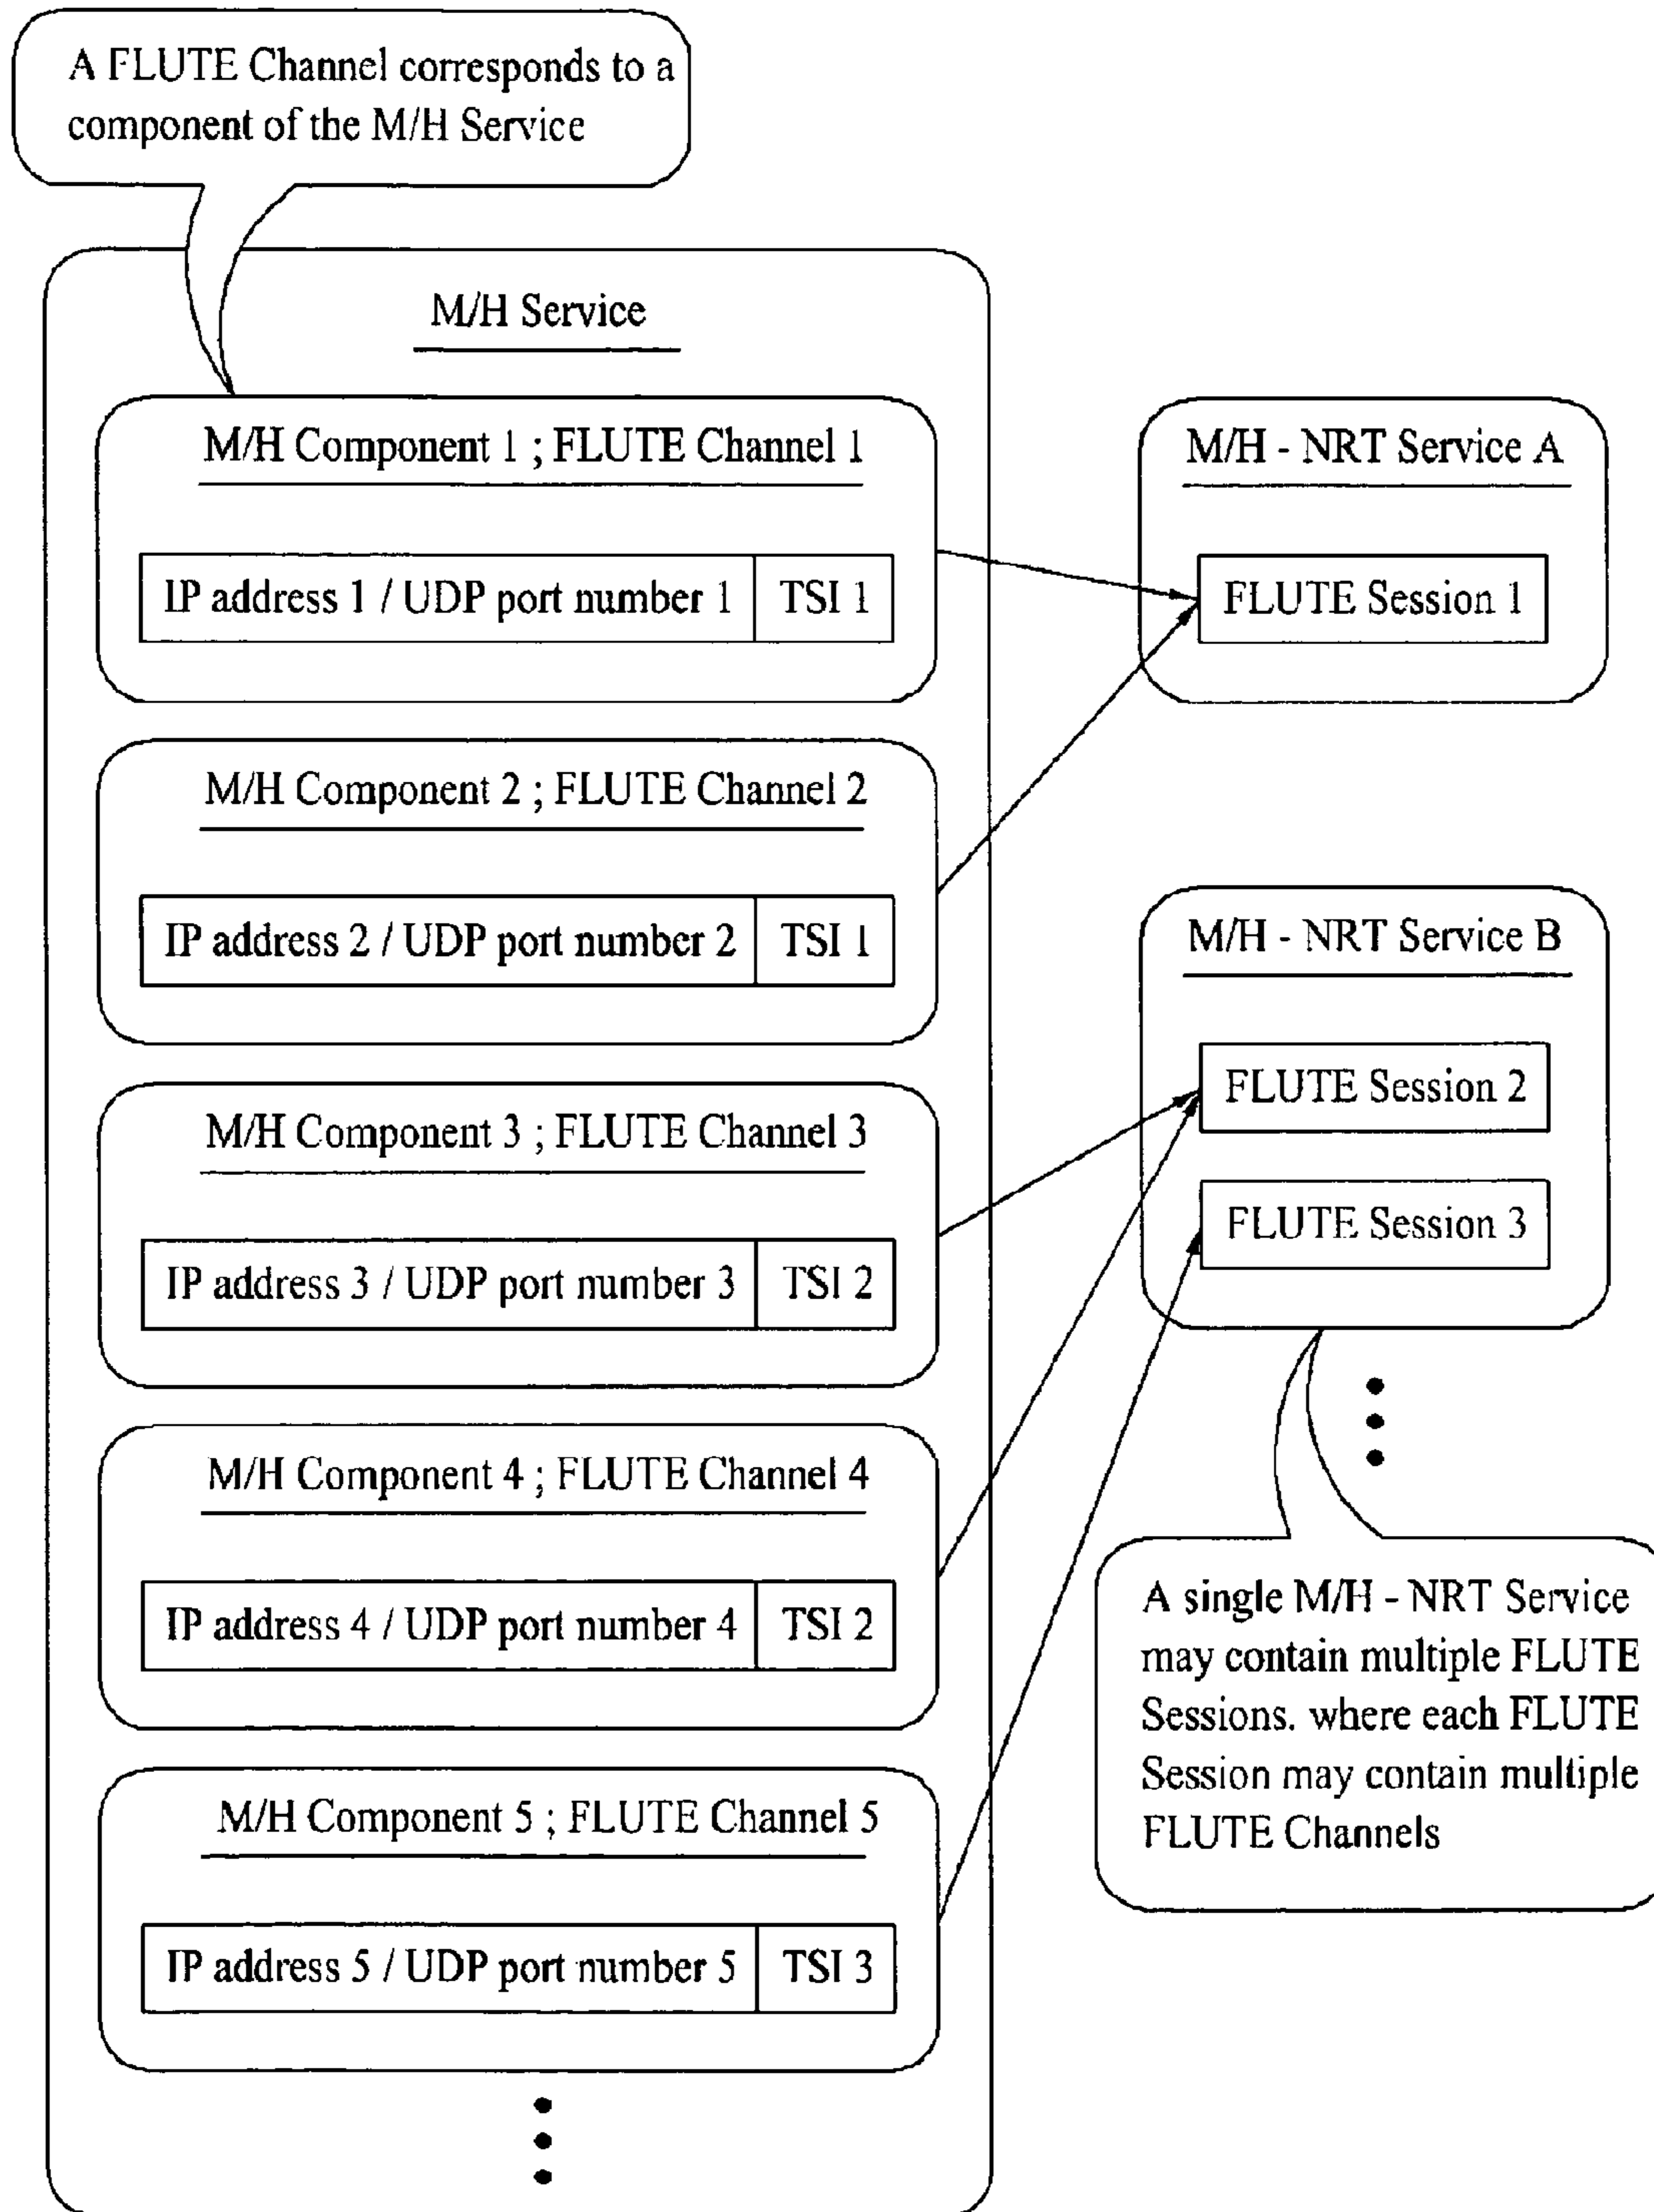 A FLUTE Channel corresponds to a
component of the M/H Service
M/H Service
M/H Component 1 ; FLUTE Channel 1
IP address 1 / UDP port number 1 TSI 1
M/H Component 2 ; FLUTE Channel 2
IP address 2 / UDP port number 2 TSI 1
M/H Component 3 ; FLUTE Channel 3
IP address 3 / UDP port number 3 TSI 2
M/H Component 4 ; FLUTE Channel 4
IP address 4 / UDP port number 4 TSI 2
M/H Component 5 ; FLUTE Channel 5
IP address 5 / UDP port number 5 TSI 3
M/H - NRT Service A
FLUTE Session 1
M/H - NRT Service B
FLUTE Session 2
FLUTE Session 3
A single M/H - NRT Service
may contain multiple FLUTE
Sessions. where each FLUTE
Session may contain multiple
FLUTE Channels